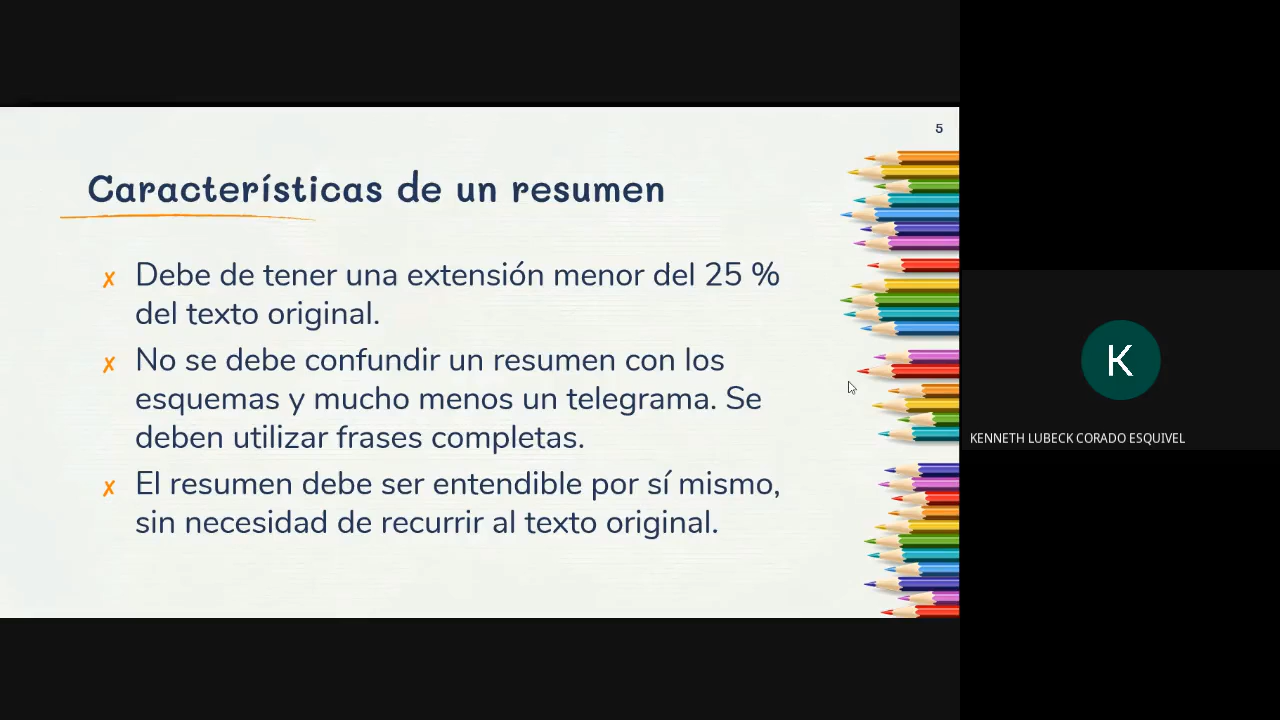 5
Características de un resumen
✗ Debe de tener una extensión menor del 25 %
del texto original.
✗ No se debe confundir un resumen con los
esquemas y mucho menos un telegrama. Se
deben utilizar frases completas.
✗ El resumen debe ser entendible por sí mismo,
sin necesidad de recurrir al texto original.
K
KENNETH LUBECK CORADO ESQUIVEL